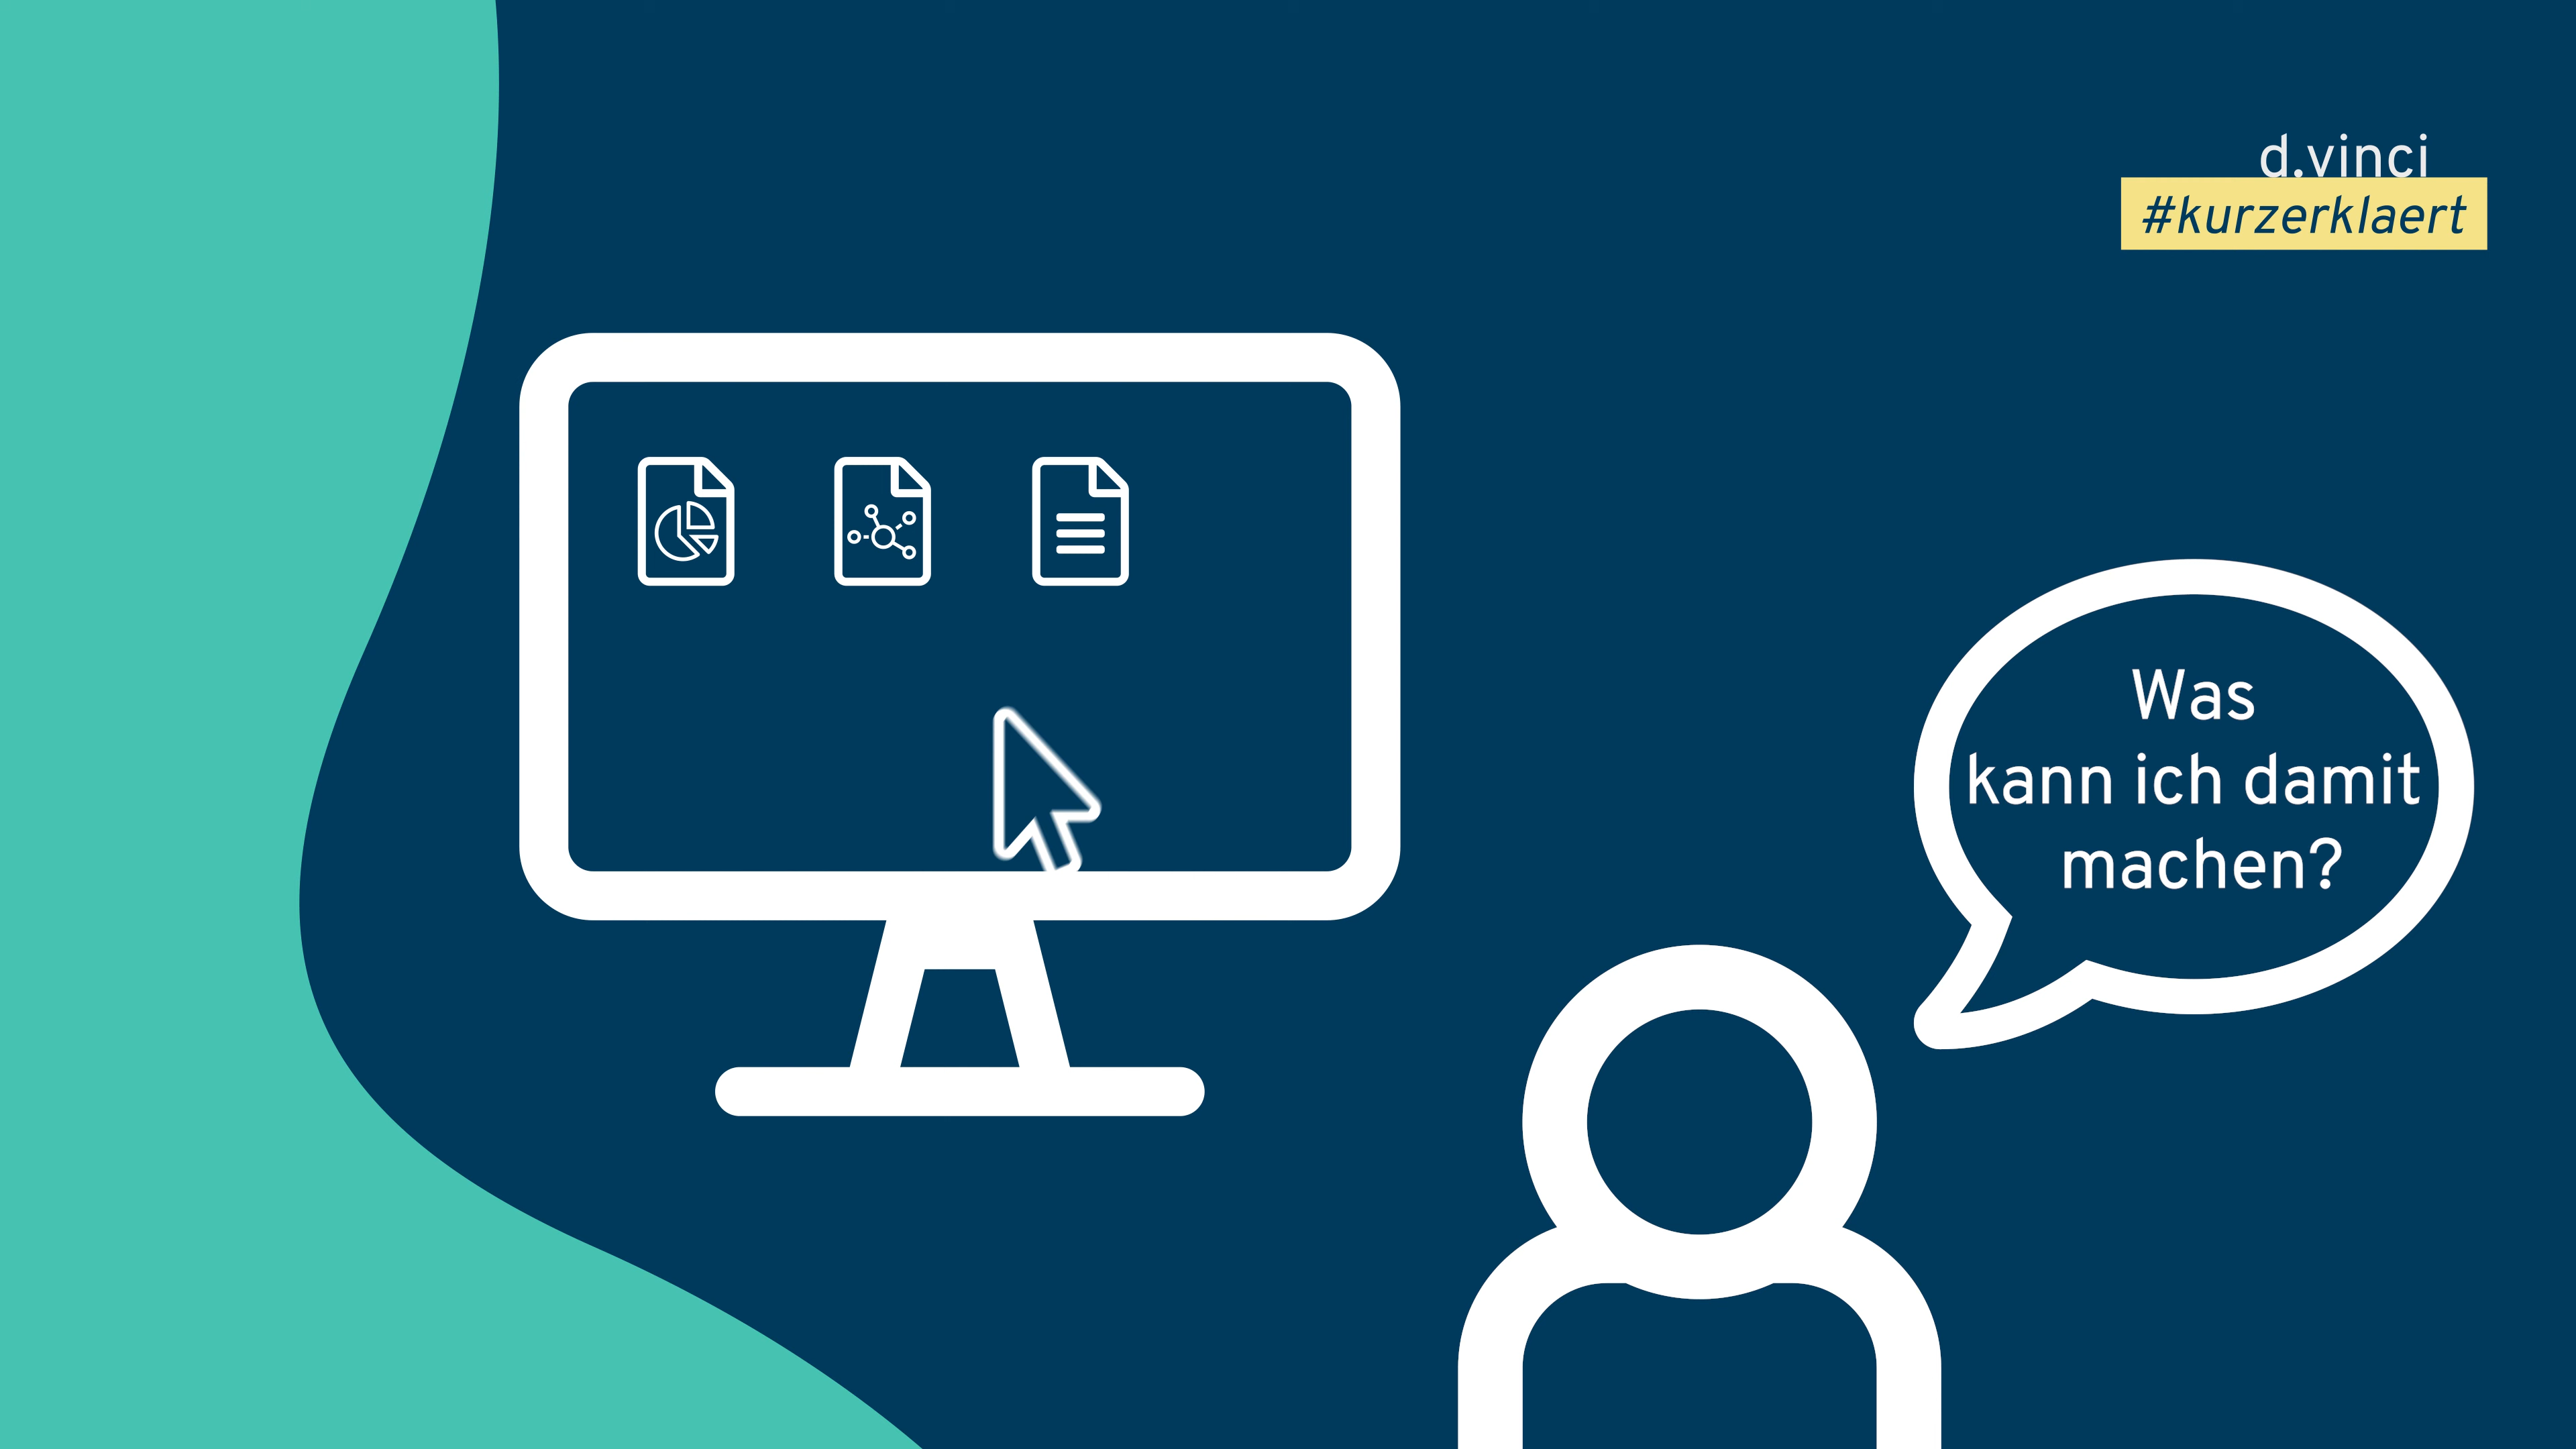 d.vinci
#kurzerklaert
Was
kann ich damit
machen?